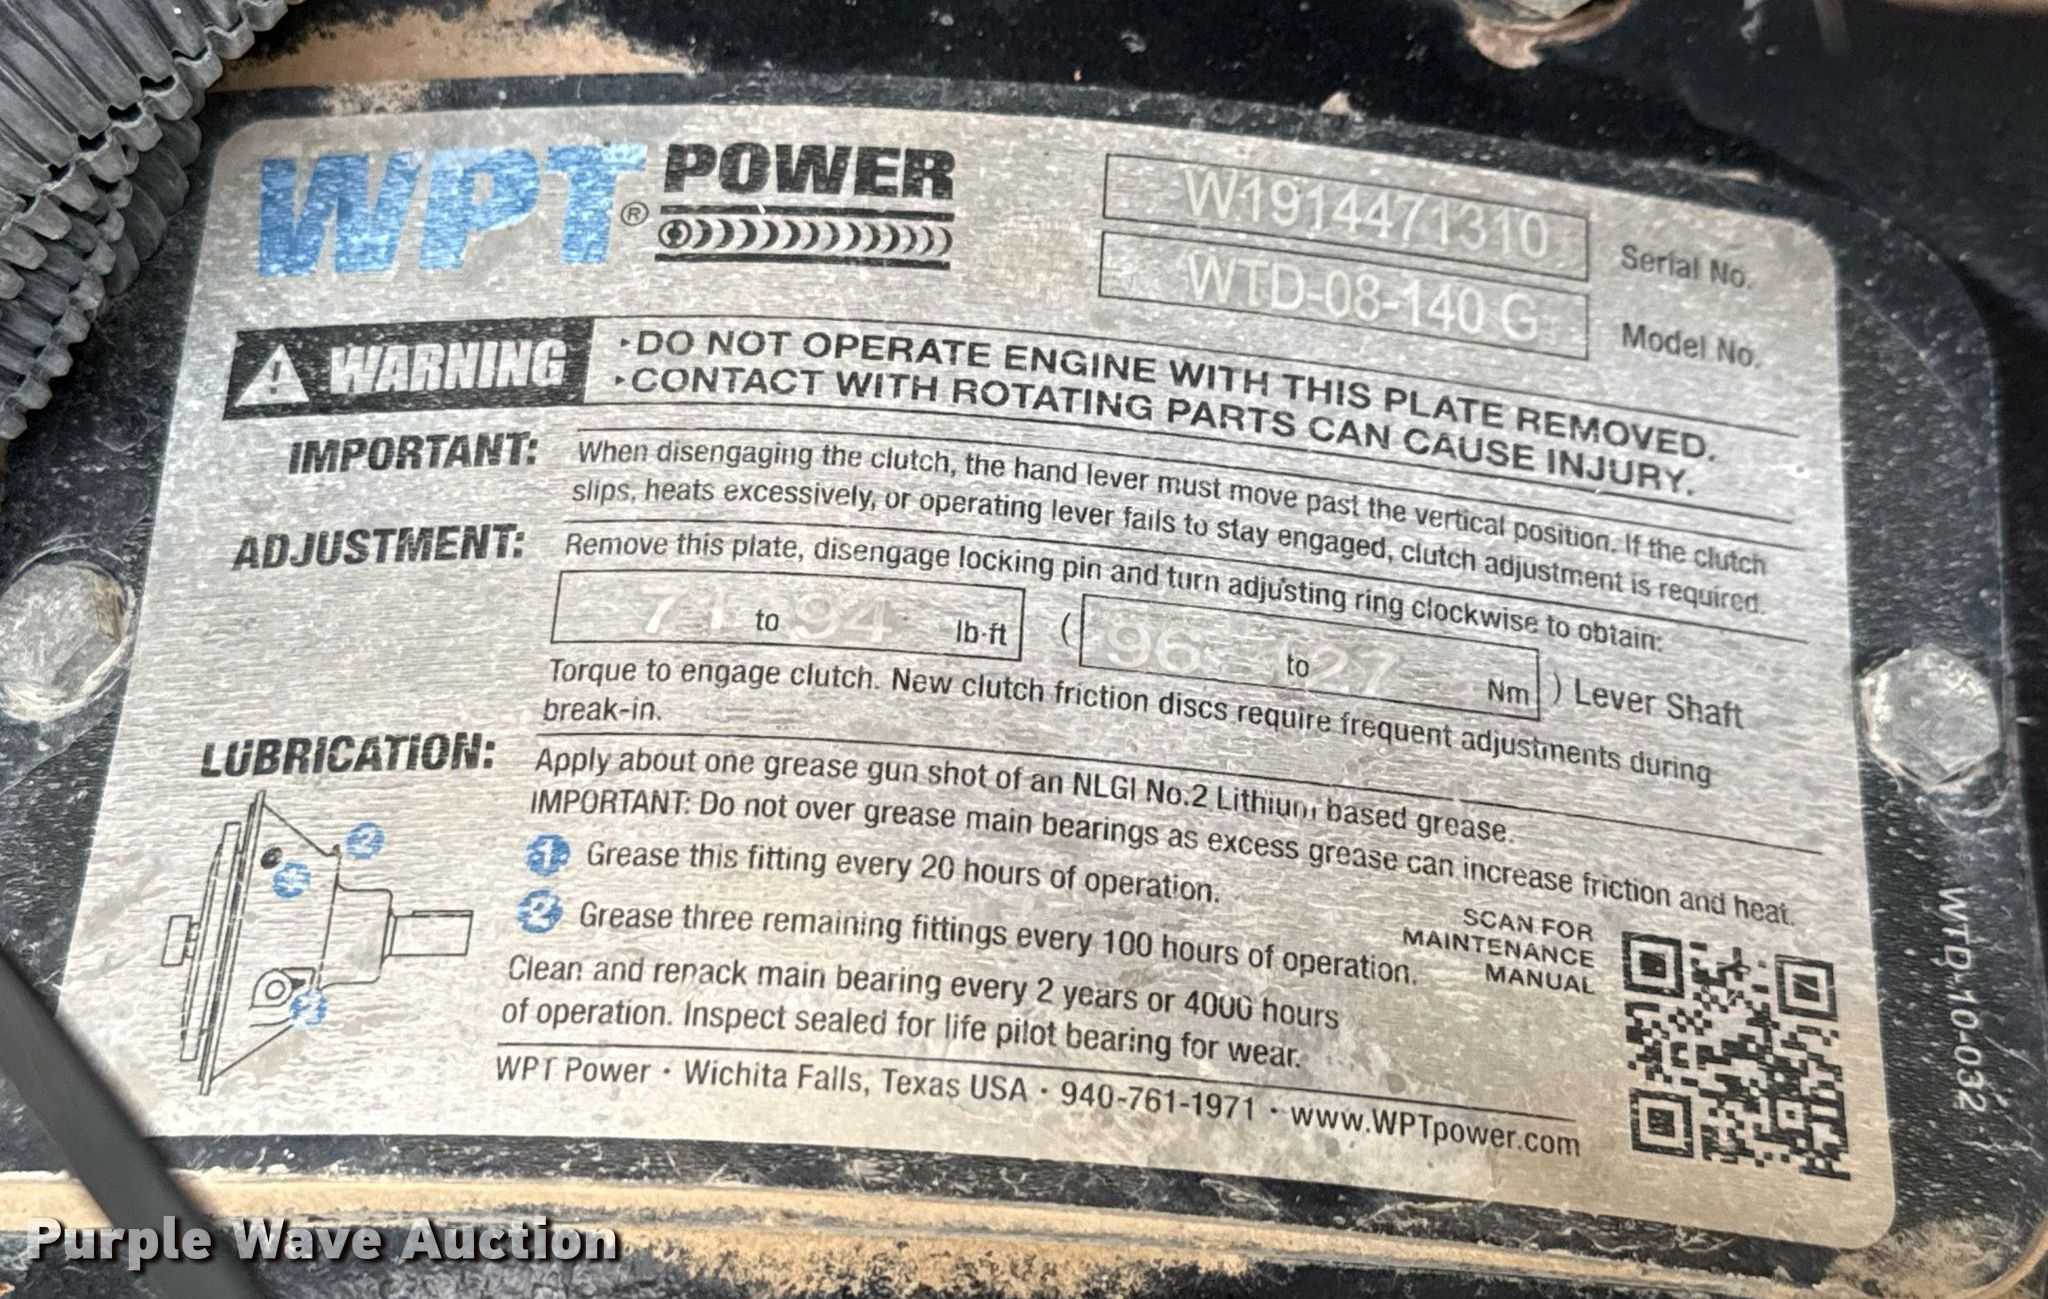 WPT® POWER
W1914471310 Serial No.
WTD-08-140 G Model No.
WARNING
·DO NOT OPERATE ENGINE WITH THIS PLATE REMOVED.
·CONTACT WITH ROTATING PARTS CAN CAUSE INJURY.
IMPORTANT: When disengaging the clutch, the hand lever must move past the vertical position. If the clutch
slips, heats excessively, or operating lever fails to stay engaged, clutch adjustment is required.
ADJUSTMENT: Remove this plate, disengage locking pin and turn adjusting ring clockwise to obtain:
71 to 94 lb·ft ( 96 to 127 Nm ) Lever Shaft
Torque to engage clutch. New clutch friction discs require frequent adjustments during
break-in.
LUBRICATION: Apply about one grease gun shot of an NLGI No.2 Lithium based grease.
IMPORTANT: Do not over grease main bearings as excess grease can increase friction and heat.
1 Grease this fitting every 20 hours of operation.
2 Grease three remaining fittings every 100 hours of operation.
Clean and repack main bearing every 2 years or 4000 hours
of operation. Inspect sealed for life pilot bearing for wear.
2
2
SCAN FOR
MAINTENANCE
MANUAL
WPT Power · Wichita Falls, Texas USA · 940-761-1971 · www.WPTpower.com
WTD-10-032
Purple Wave Auction